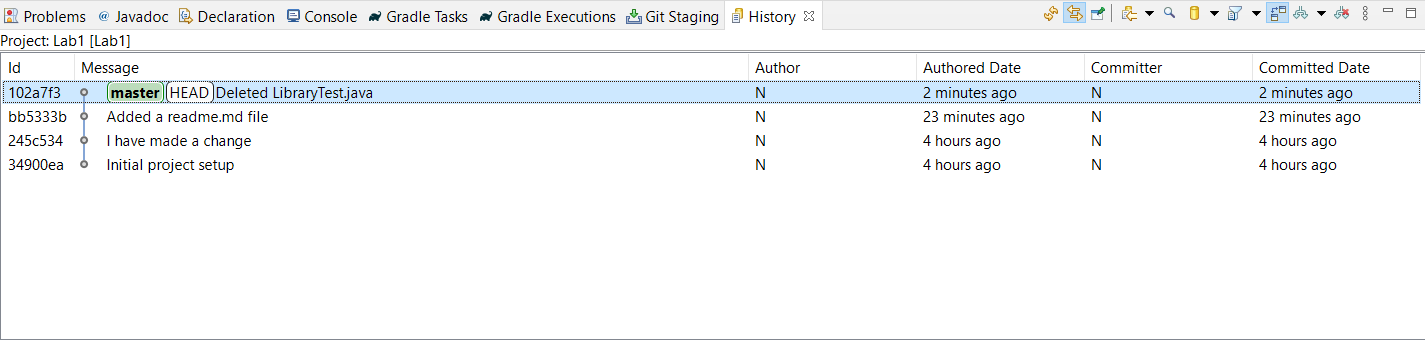 Problems @ Javadoc Declaration Console Gradle Tasks Gradle Executions Git Staging History
Project: Lab1 [Lab1]
Id Message Author Authored Date Committer Committed Date
102a7f3 master HEAD Deleted LibraryTest.java N 2 minutes ago N 2 minutes ago
bb5333b Added a readme.md file N 23 minutes ago N 23 minutes ago
245c534 I have made a change N 4 hours ago N 4 hours ago
34900ea Initial project setup N 4 hours ago N 4 hours ago